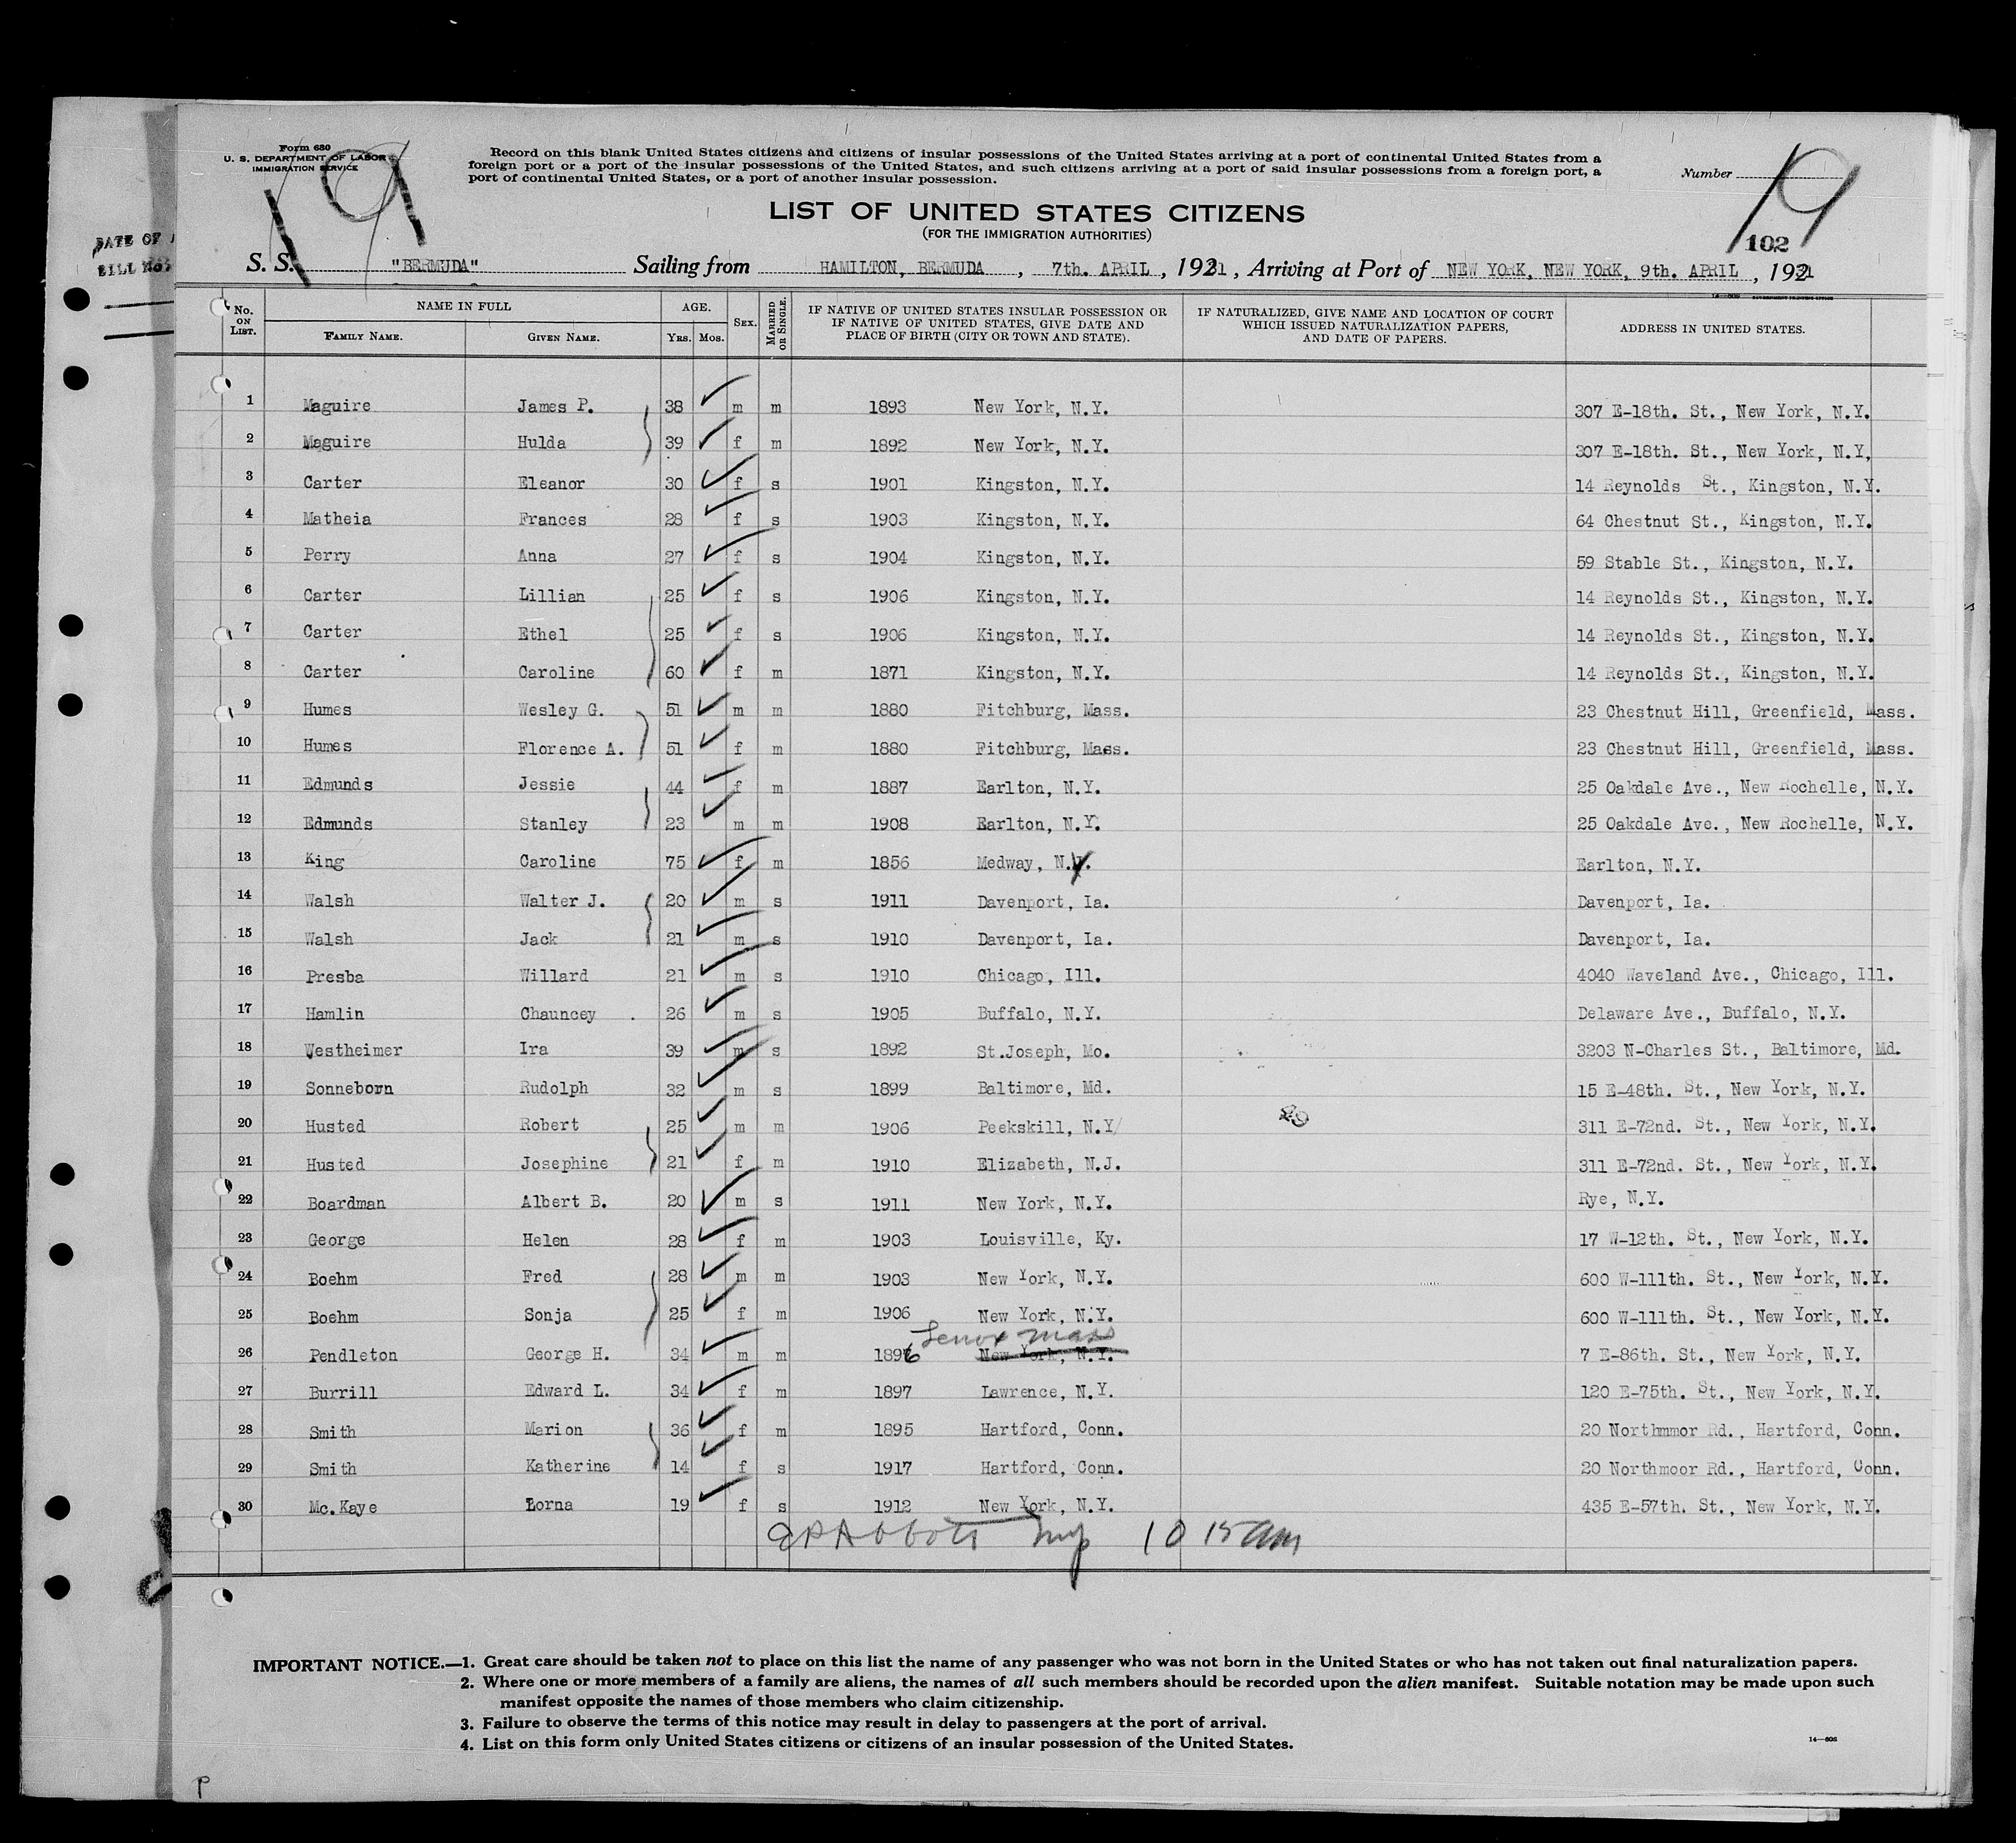 Form 630
U. S. DEPARTMENT OF LABOR
IMMIGRATION SERVICE
19
Record on this blank United States citizens and citizens of insular possessions of the United States arriving at a port of continental United States from a
foreign port or a port of the insular possessions of the United States, and such citizens arriving at a port of said insular possessions from a foreign port, a
port of continental United States, or a port of another insular possession.
Number 19
102
LIST OF UNITED STATES CITIZENS
(FOR THE IMMIGRATION AUTHORITIES)
DATE OF
BILL No.
S. S. "BERMUDA" Sailing from HAMILTON, BERMUDA, 7th. APRIL, 1931, Arriving at Port of NEW YORK, NEW YORK, 9th. APRIL, 1931
No. ON LIST. NAME IN FULL FAMILY NAME. GIVEN NAME. AGE. YRS. MOS. SEX. MARRIED OR SINGLE. IF NATIVE OF UNITED STATES INSULAR POSSESSION OR IF NATIVE OF UNITED STATES, GIVE DATE AND PLACE OF BIRTH (CITY OR TOWN AND STATE). IF NATURALIZED, GIVE NAME AND LOCATION OF COURT WHICH ISSUED NATURALIZATION PAPERS, AND DATE OF PAPERS. ADDRESS IN UNITED STATES.
1 Maguire James P. 38 m m 1893 New York, N.Y. 307 E-18th. St., New York, N.Y.
2 Maguire Hulda 39 f m 1892 New York, N.Y. 307 E-18th. St., New York, N.Y,
3 Carter Eleanor 30 f s 1901 Kingston, N.Y. 14 Reynolds St., Kingston, N.Y.
4 Matheia Frances 28 f s 1903 Kingston, N.Y. 64 Chestnut St., Kingston, N.Y.
5 Perry Anna 27 f s 1904 Kingston, N.Y. 59 Stable St., Kingston, N.Y.
6 Carter Lillian 25 f s 1906 Kingston, N.Y. 14 Reynolds St., Kingston, N.Y.
7 Carter Ethel 25 f s 1906 Kingston, N.Y. 14 Reynolds St., Kingston, N.Y.
8 Carter Caroline 60 f m 1871 Kingston, N.Y. 14 Reynolds St., Kingston, N.Y.
9 Humes Wesley G. 51 m m 1880 Fitchburg, Mass. 23 Chestnut Hill, Greenfield, Mass.
10 Humes Florence A. 51 f m 1880 Fitchburg, Mass. 23 Chestnut Hill, Greenfield, Mass.
11 Edmunds Jessie 44 f m 1887 Earlton, N.Y. 25 Oakdale Ave., New Rochelle, N.Y.
12 Edmunds Stanley 23 m m 1908 Earlton, N.Y. 25 Oakdale Ave., New Rochelle, N.Y.
13 King Caroline 75 f m 1856 Medway, N.Y. Earlton, N.Y.
14 Walsh Walter J. 20 m s 1911 Davenport, Ia. Davenport, Ia.
15 Walsh Jack 21 m s 1910 Davenport, Ia. Davenport, Ia.
16 Presba Willard 21 m s 1910 Chicago, Ill. 4040 Waveland Ave., Chicago, Ill.
17 Hamlin Chauncey 26 m s 1905 Buffalo, N.Y. Delaware Ave., Buffalo, N.Y.
18 Westheimer Ira 39 m s 1892 St.Joseph, Mo. 3203 N-Charles St., Baltimore, Md.
19 Sonneborn Rudolph 32 m s 1899 Baltimore, Md. 15 E-48th. St., New York, N.Y.
20 Husted Robert 25 m m 1906 Peekskill, N.Y/ 311 E-72nd. St., New York, N.Y.
21 Husted Josephine 21 f m 1910 Elizabeth, N.J. 311 E-72nd. St., New York, N.Y.
22 Boardman Albert B. 20 m s 1911 New York, N.Y. Rye, N.Y.
23 George Helen 28 f m 1903 Louisville, Ky. 17 W-12th. St., New York, N.Y.
24 Boehm Fred 28 m m 1903 New York, N.Y. 600 W-111th. St., New York, N.Y.
25 Boehm Sonja 25 f m 1906 New York, N.Y. 600 W-111th. St., New York, N.Y.
Lenox Mass
26 Pendleton George H. 34 m m 1896 New York, N.Y. 7 E-86th. St., New York, N.Y.
27 Burrill Edward L. 34 f m 1897 Lawrence, N.Y. 120 E-75th. St., New York, N.Y.
28 Smith Marion 36 f m 1895 Hartford, Conn. 20 Northmmor Rd., Hartford, Conn.
29 Smith Katherine 14 f s 1917 Hartford, Conn. 20 Northmoor Rd., Hartford, Conn.
30 Mc.Kaye Lorna 19 f s 1912 New York, N.Y. 435 E-57th. St., New York, N.Y.
Abbott Insp 10 15 am
IMPORTANT NOTICE.—1. Great care should be taken not to place on this list the name of any passenger who was not born in the United States or who has not taken out final naturalization papers.
2. Where one or more members of a family are aliens, the names of all such members should be recorded upon the alien manifest. Suitable notation may be made upon such
manifest opposite the names of those members who claim citizenship.
3. Failure to observe the terms of this notice may result in delay to passengers at the port of arrival.
4. List on this form only United States citizens or citizens of an insular possession of the United States.
P